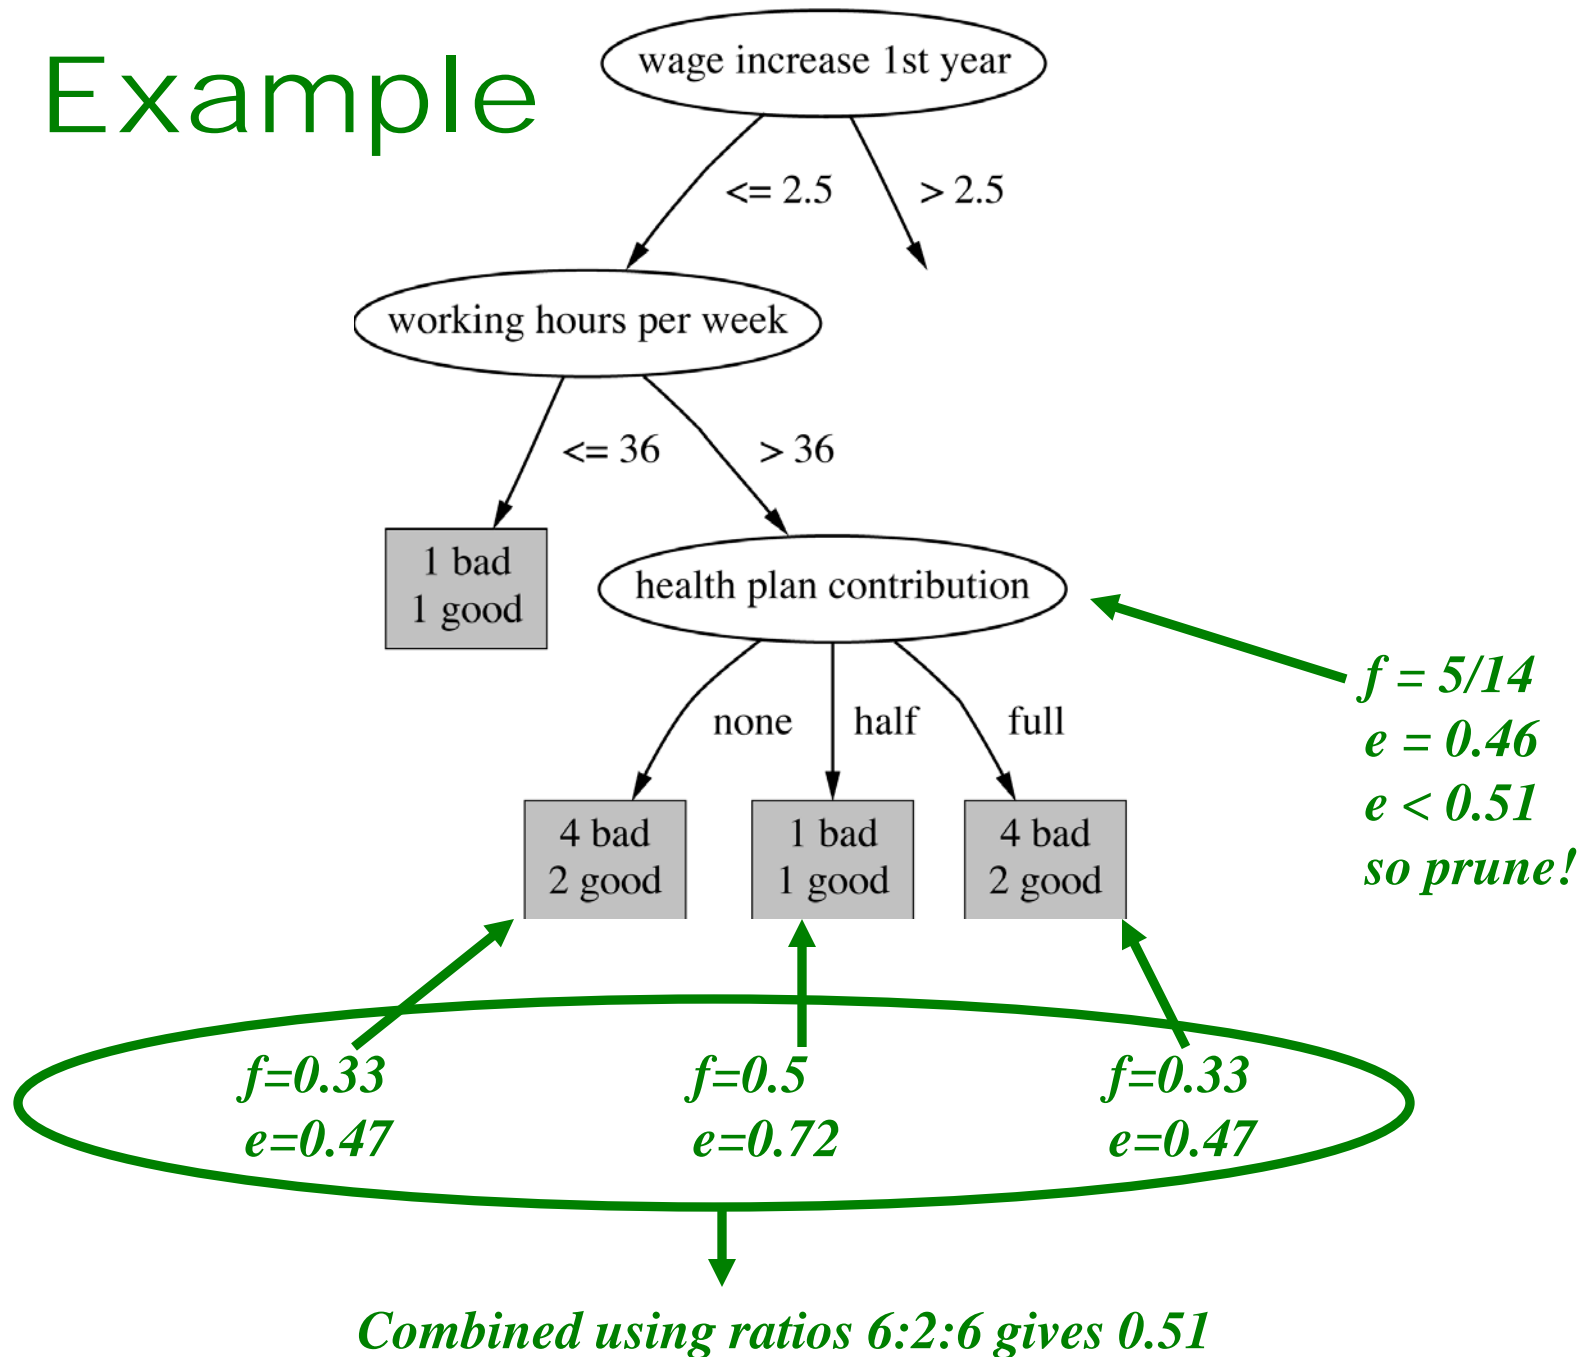 Example
wage increase 1st year
<= 2.5
> 2.5
working hours per week
<= 36
> 36
1 bad
1 good
health plan contribution
none
half
full
4 bad
2 good
1 bad
1 good
4 bad
2 good
f = 5/14
e = 0.46
e < 0.51
so prune!
f=0.33
e=0.47
f=0.5
e=0.72
f=0.33
e=0.47
Combined using ratios 6:2:6 gives 0.51